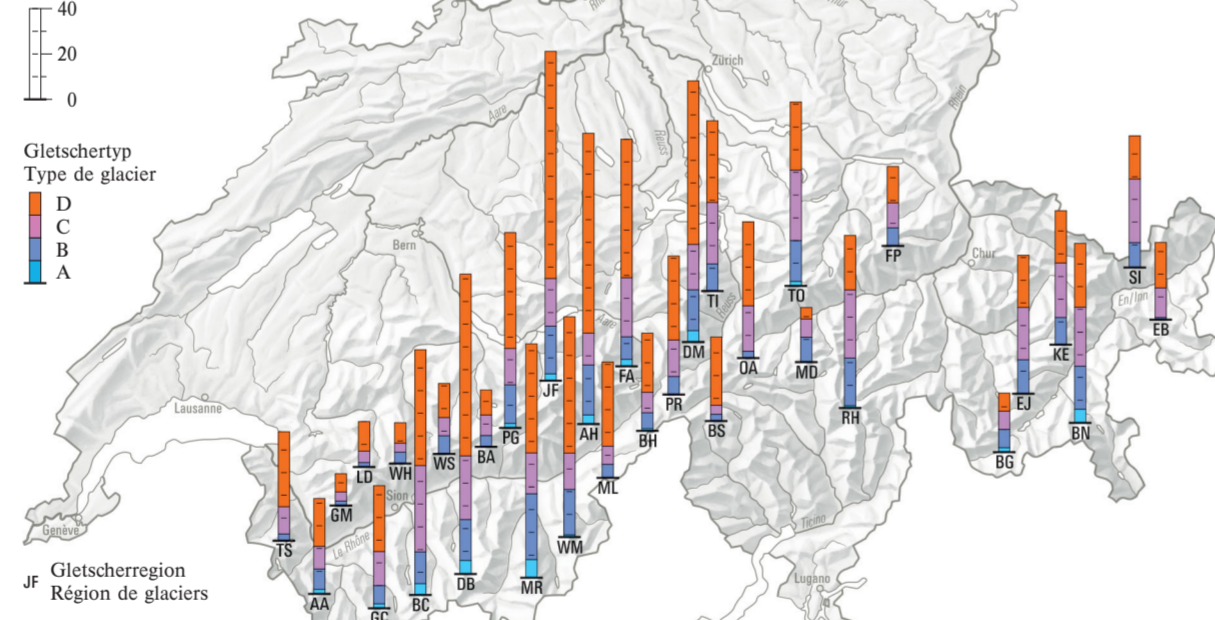 40
20
0
Gletschertyp
Type de glacier
D
C
B
A
Zürich
Aare
Reuss
Rhein
Bern
Chur
En/Inn
Aare
Reuss
Lausanne
Sion
Genève
Le Rhône
Ticino
Lugano
FP
SI
TI
TO
EB
DM
KE
OA
FA
MD
JF
PR
EJ
RH
BS
BN
PG
AH
BH
BA
WS
BG
LD
WH
ML
GM
TS
WM
DB
MR
AA
BC
GC
JF Gletscherregion
Région de glaciers